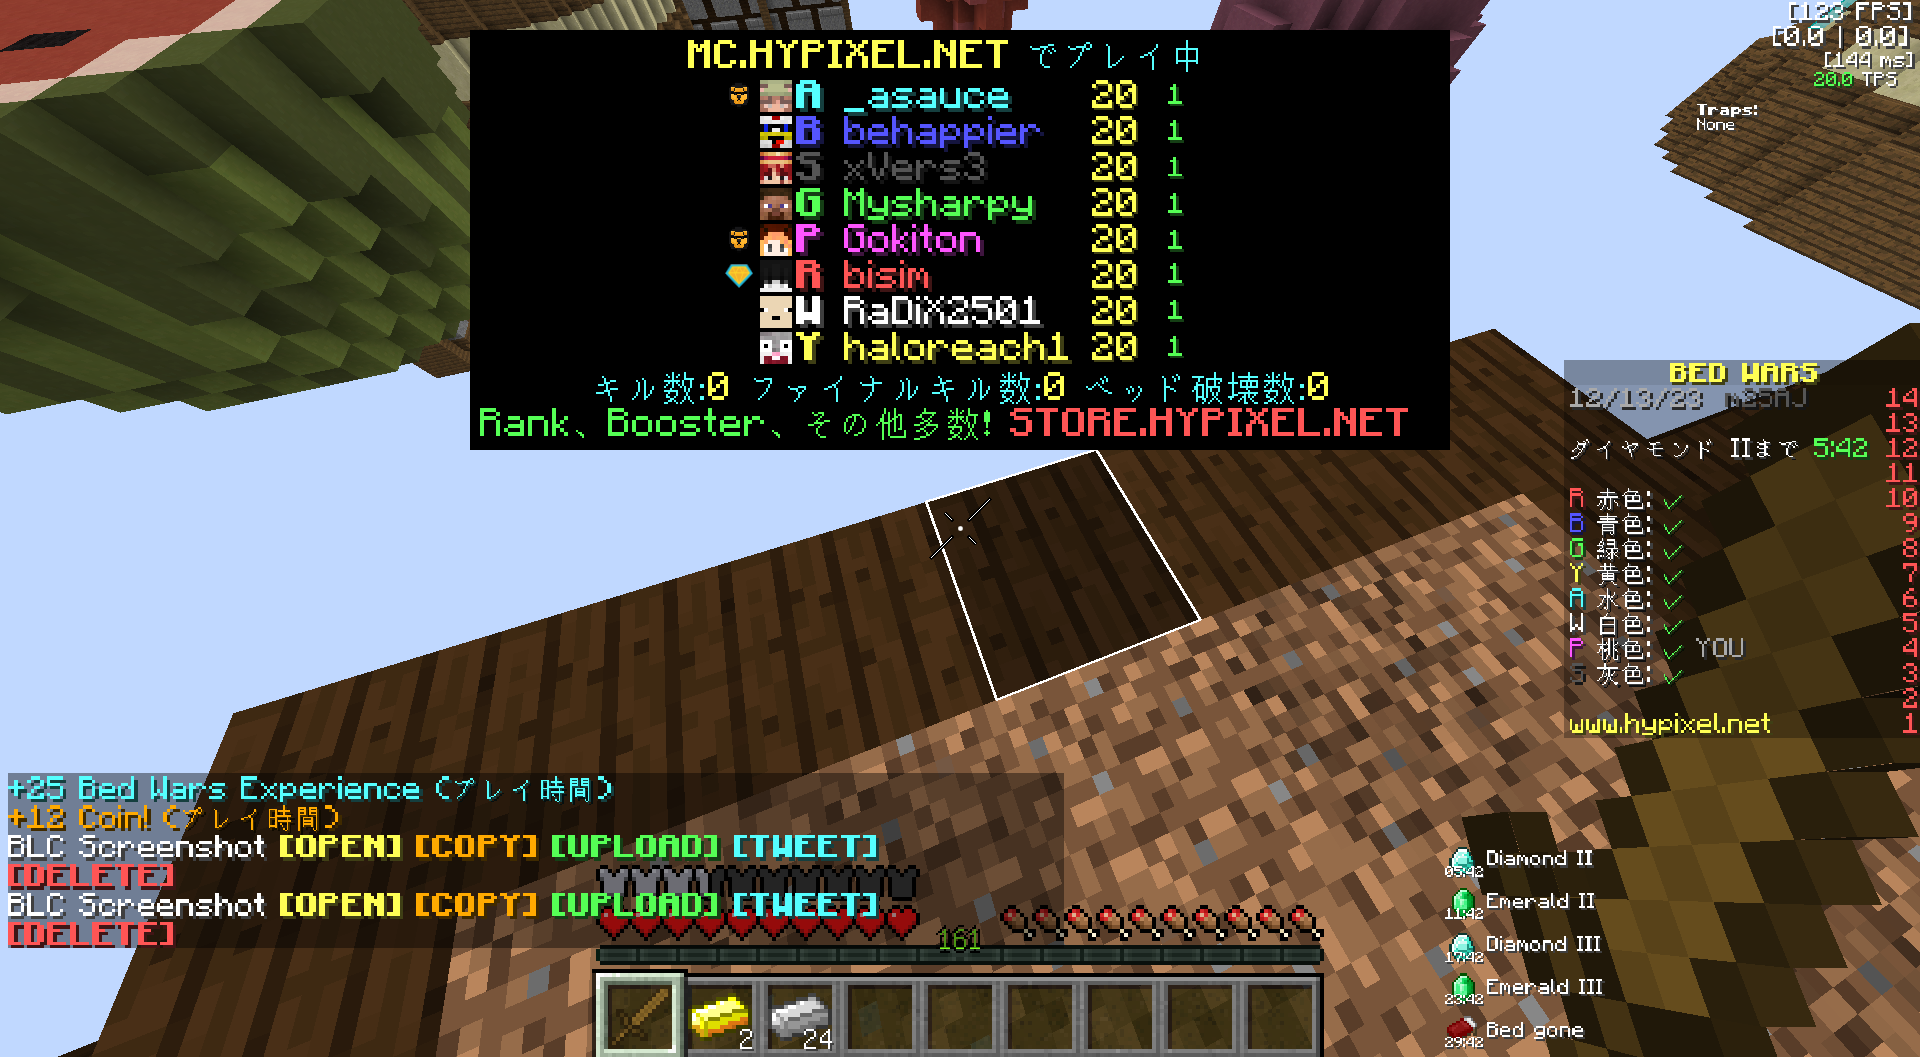 MC.HYPIXEL.NET でプレイ中
A _asauce 20 1
B behappier 20 1
S xVers3 20 1
G Mysharpy 20 1
P Gokiton 20 1
R bisim 20 1
W RaDiX2501 20 1
Y haloreach1 20 1
キル数:0 ファイナルキル数:0 ベッド破壊数:0
Rank、Booster、その他多数! STORE.HYPIXEL.NET
[123 FPS]
[0.0 | 0.0]
[144 ms]
20.0 TPS
Traps:
None
BED WARS
12/13/23 m25AJ 14
13
ダイヤモンド IIまで 5:42 12
11
R 赤色: ✓ 10
B 青色: ✓ 9
G 緑色: ✓ 8
Y 黄色: ✓ 7
A 水色: ✓ 6
W 白色: ✓ 5
P 桃色: ✓ YOU 4
S 灰色: ✓ 3
2
www.hypixel.net 1
+25 Bed Wars Experience (プレイ時間)
+12 Coin! (プレイ時間)
BLC Screenshot [OPEN] [COPY] [UPLOAD] [TWEET]
[DELETE]
BLC Screenshot [OPEN] [COPY] [UPLOAD] [TWEET]
[DELETE]
161
2 24
Diamond II
05:42
Emerald II
11:42
Diamond III
17:42
Emerald III
23:42
Bed gone
29:42